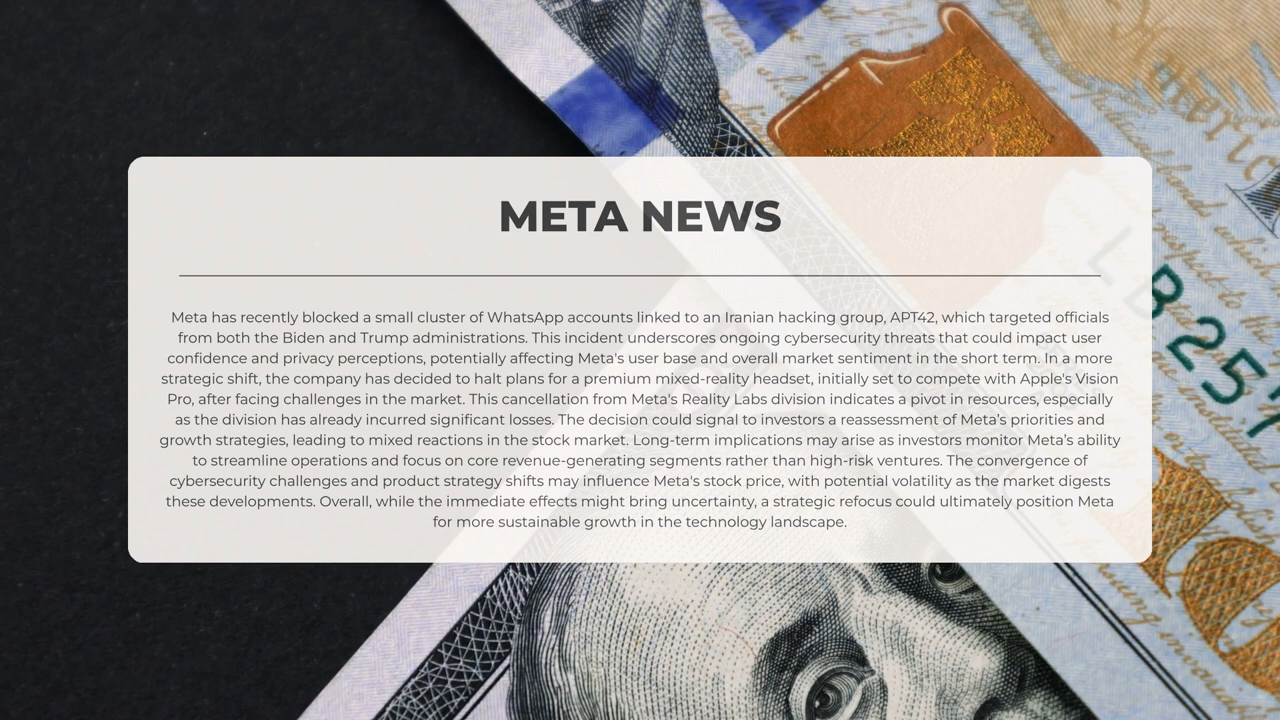 META NEWS
Meta has recently blocked a small cluster of WhatsApp accounts linked to an Iranian hacking group, APT42, which targeted officials
from both the Biden and Trump administrations. This incident underscores ongoing cybersecurity threats that could impact user
confidence and privacy perceptions, potentially affecting Meta's user base and overall market sentiment in the short term. In a more
strategic shift, the company has decided to halt plans for a premium mixed-reality headset, initially set to compete with Apple's Vision
Pro, after facing challenges in the market. This cancellation from Meta's Reality Labs division indicates a pivot in resources, especially
as the division has already incurred significant losses. The decision could signal to investors a reassessment of Meta's priorities and
growth strategies, leading to mixed reactions in the stock market. Long-term implications may arise as investors monitor Meta's ability
to streamline operations and focus on core revenue-generating segments rather than high-risk ventures. The convergence of
cybersecurity challenges and product strategy shifts may influence Meta's stock price, with potential volatility as the market digests
these developments. Overall, while the immediate effects might bring uncertainty, a strategic refocus could ultimately position Meta
for more sustainable growth in the technology landscape.
LB257